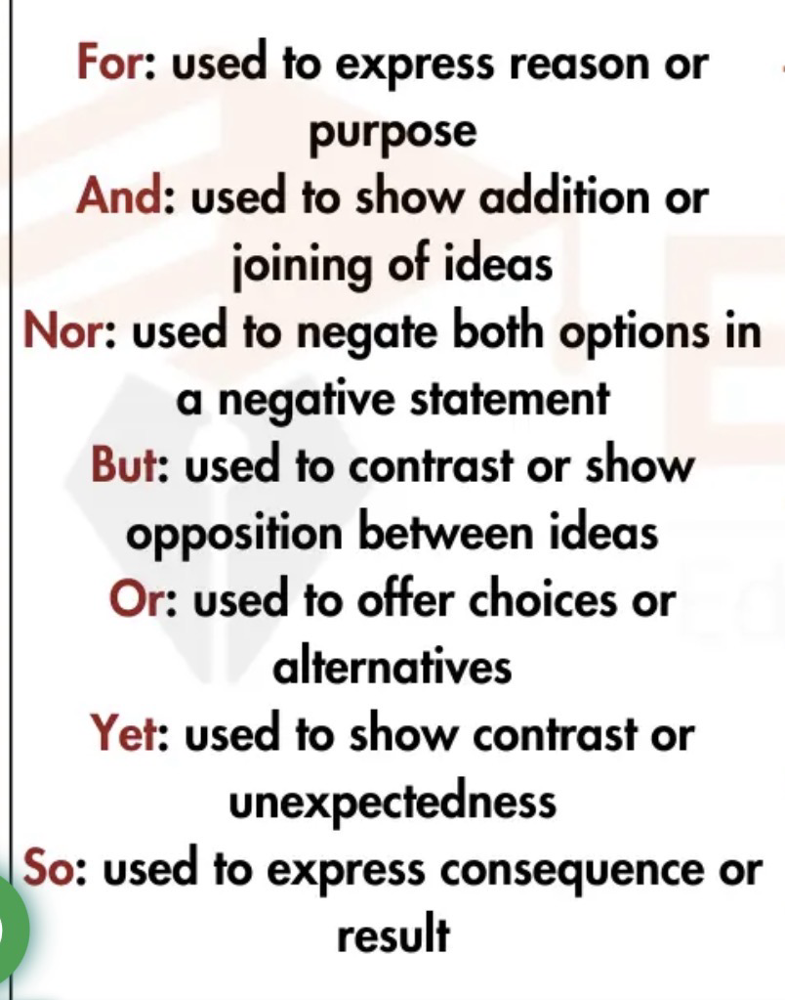 For: used to express reason or
purpose
And: used to show addition or
joining of ideas
Nor: used to negate both options in
a negative statement
But: used to contrast or show
opposition between ideas
Or: used to offer choices or
alternatives
Yet: used to show contrast or
unexpectedness
So: used to express consequence or
result